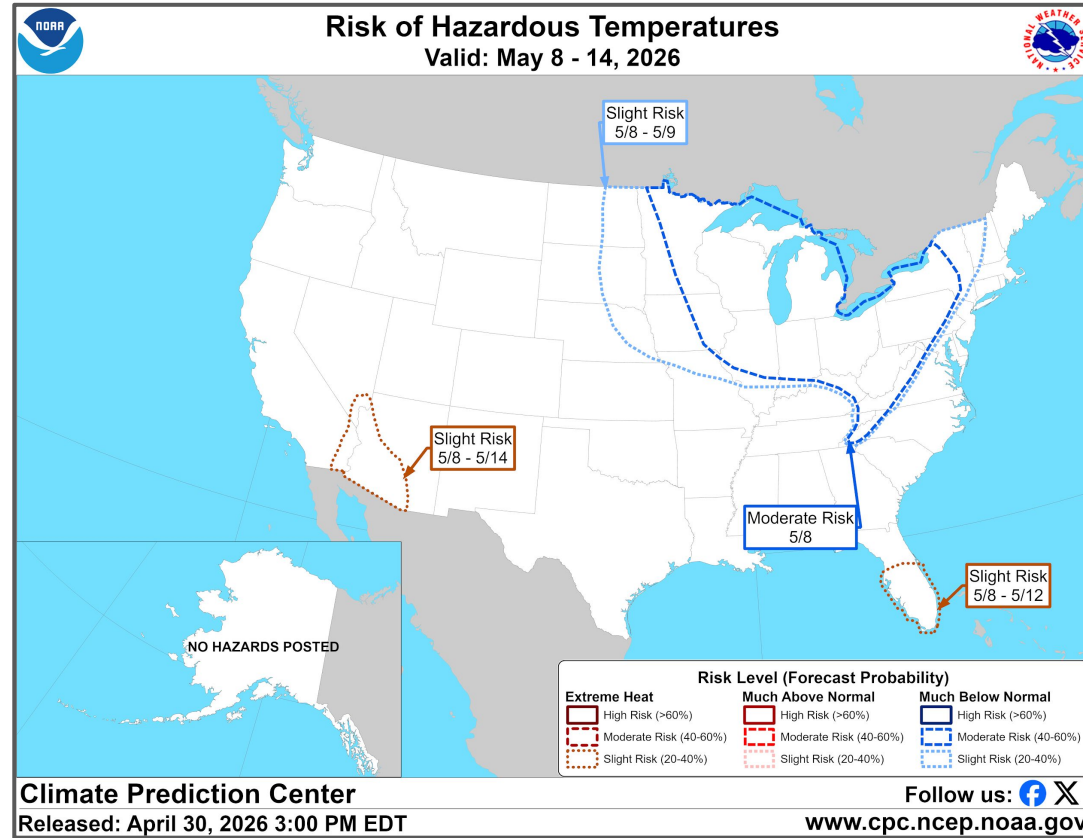 NOAA
NATIONAL WEATHER SERVICE
Risk of Hazardous Temperatures
Valid: May 8 - 14, 2026
Slight Risk
5/8 - 5/9
Slight Risk
5/8 - 5/14
Moderate Risk
5/8
Slight Risk
5/8 - 5/12
NO HAZARDS POSTED
Risk Level (Forecast Probability)
Extreme Heat
High Risk (>60%)
Moderate Risk (40-60%)
Slight Risk (20-40%)
Much Above Normal
High Risk (>60%)
Moderate Risk (40-60%)
Slight Risk (20-40%)
Much Below Normal
High Risk (>60%)
Moderate Risk (40-60%)
Slight Risk (20-40%)
Climate Prediction Center
Released: April 30, 2026 3:00 PM EDT
Follow us:
www.cpc.ncep.noaa.gov